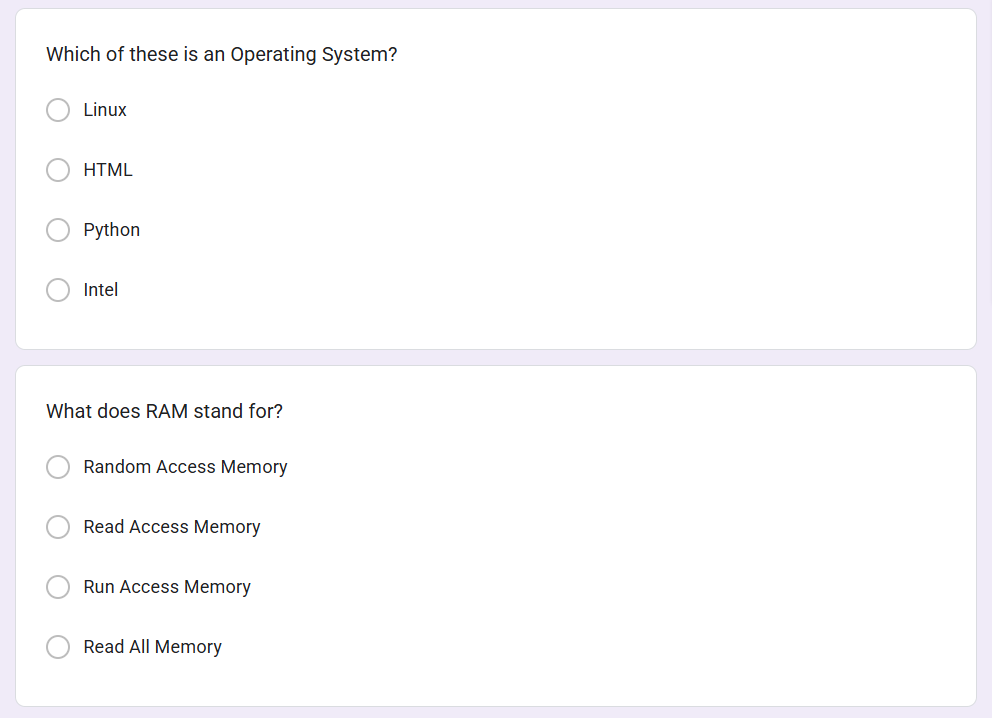 Which of these is an Operating System?
Linux
HTML
Python
Intel
What does RAM stand for?
Random Access Memory
Read Access Memory
Run Access Memory
Read All Memory